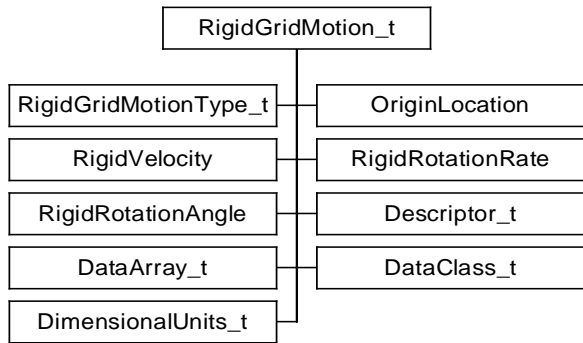 RigidGridMotion_t
RigidGridMotionType_t
OriginLocation
RigidVelocity
RigidRotationRate
RigidRotationAngle
Descriptor_t
DataArray_t
DataClass_t
DimensionalUnits_t